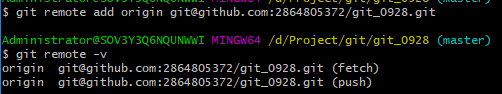 $ git remote add origin git@github.com:2864805372/git_0928.git
Administrator@SOV3Y3Q6NQUNWWI MINGW64 /d/Project/git/git_0928 (master)
$ git remote -v
origin  git@github.com:2864805372/git_0928.git (fetch)
origin  git@github.com:2864805372/git_0928.git (push)